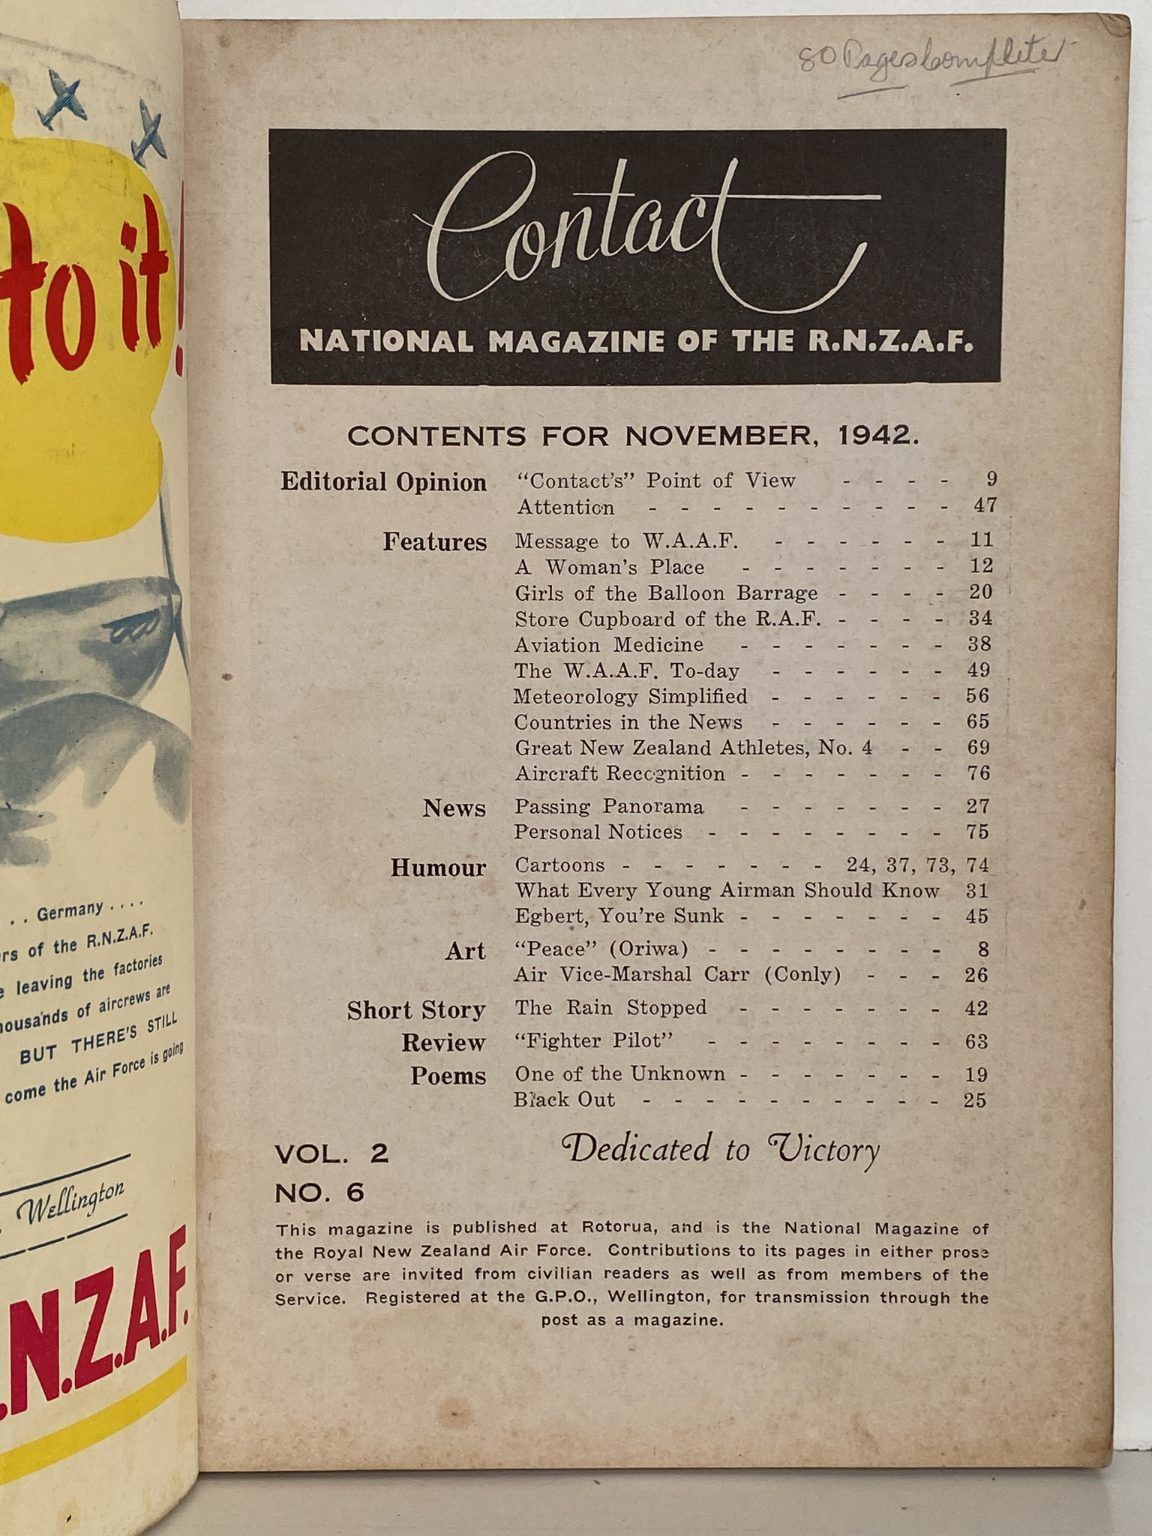 to it!
. . Germany . . . .
of the R.N.Z.A.F.
leaving the factories
of aircrews are
BUT THERE'S STILL
come the Air Force is going
Wellington
.N.Z.A.F.
80 Pages Complete
Contact
NATIONAL MAGAZINE OF THE R.N.Z.A.F.
CONTENTS FOR NOVEMBER, 1942.
Editorial Opinion "Contact's" Point of View - - - - 9
Attention - - - - - - - - - - 47
Features Message to W.A.A.F. - - - - - - 11
A Woman's Place - - - - - - - 12
Girls of the Balloon Barrage - - - - 20
Store Cupboard of the R.A.F. - - - - 34
Aviation Medicine - - - - - - - 38
The W.A.A.F. To-day - - - - - - 49
Meteorology Simplified - - - - - - 56
Countries in the News - - - - - - 65
Great New Zealand Athletes, No. 4 - - 69
Aircraft Recognition - - - - - - - 76
News Passing Panorama - - - - - - - 27
Personal Notices - - - - - - - - 75
Humour Cartoons - - - - - - - 24, 37, 73, 74
What Every Young Airman Should Know 31
Egbert, You're Sunk - - - - - - - 45
Art "Peace" (Oriwa) - - - - - - - - 8
Air Vice-Marshal Carr (Conly) - - - 26
Short Story The Rain Stopped - - - - - - - 42
Review "Fighter Pilot" - - - - - - - - 63
Poems One of the Unknown - - - - - - - 19
Black Out - - - - - - - - - - 25
VOL. 2 Dedicated to Victory
NO. 6
This magazine is published at Rotorua, and is the National Magazine of
the Royal New Zealand Air Force. Contributions to its pages in either prose
or verse are invited from civilian readers as well as from members of the
Service. Registered at the G.P.O., Wellington, for transmission through the
post as a magazine.